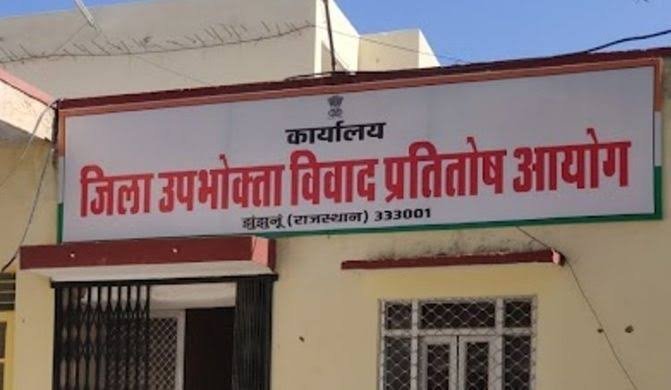 कार्यालय
जिला उपभोक्ता विवाद प्रतितोष आयोग
झुंझुनूं (राजस्थान) 333001